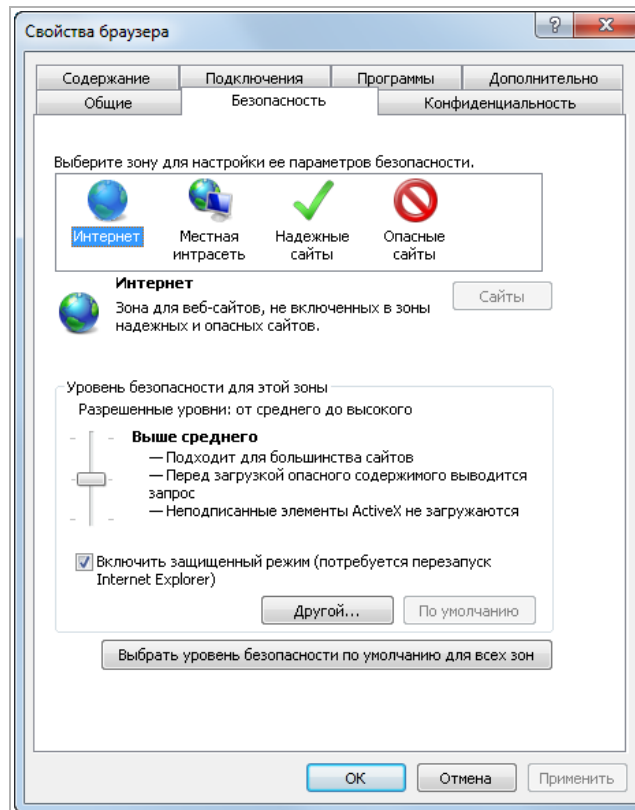 Свойства браузера
Содержание Подключения Программы Дополнительно
Общие Безопасность Конфиденциальность
Выберите зону для настройки ее параметров безопасности.
Интернет Местная интрасеть Надежные сайты Опасные сайты
Интернет
Зона для веб-сайтов, не включенных в зоны
надежных и опасных сайтов.
Сайты
Уровень безопасности для этой зоны
Разрешенные уровни: от среднего до высокого
Выше среднего
— Подходит для большинства сайтов
— Перед загрузкой опасного содержимого выводится
запрос
— Неподписанные элементы ActiveX не загружаются
Включить защищенный режим (потребуется перезапуск
Internet Explorer)
Другой... По умолчанию
Выбрать уровень безопасности по умолчанию для всех зон
ОК Отмена Применить